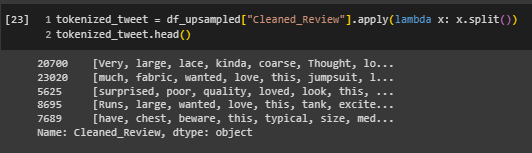 [23] 1 tokenized_tweet = df_upsampled["Cleaned_Review"].apply(lambda x: x.split())
2 tokenized_tweet.head()
20700 [Very, large, lace, kinda, coarse, Thought, lo...
23020 [much, fabric, wanted, love, this, jumpsuit, l...
5625 [surprised, poor, quality, loved, look, this, ...
8695 [Runs, large, wanted, love, this, tank, excite...
7689 [have, chest, beware, this, typical, size, med...
Name: Cleaned_Review, dtype: object